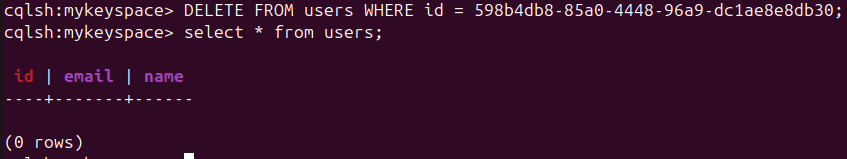 cqlsh:mykeyspace> DELETE FROM users WHERE id = 598b4db8-85a0-4448-96a9-dc1ae8e8db30;
cqlsh:mykeyspace> select * from users;
 id | email | name
----+-------+------
(0 rows)